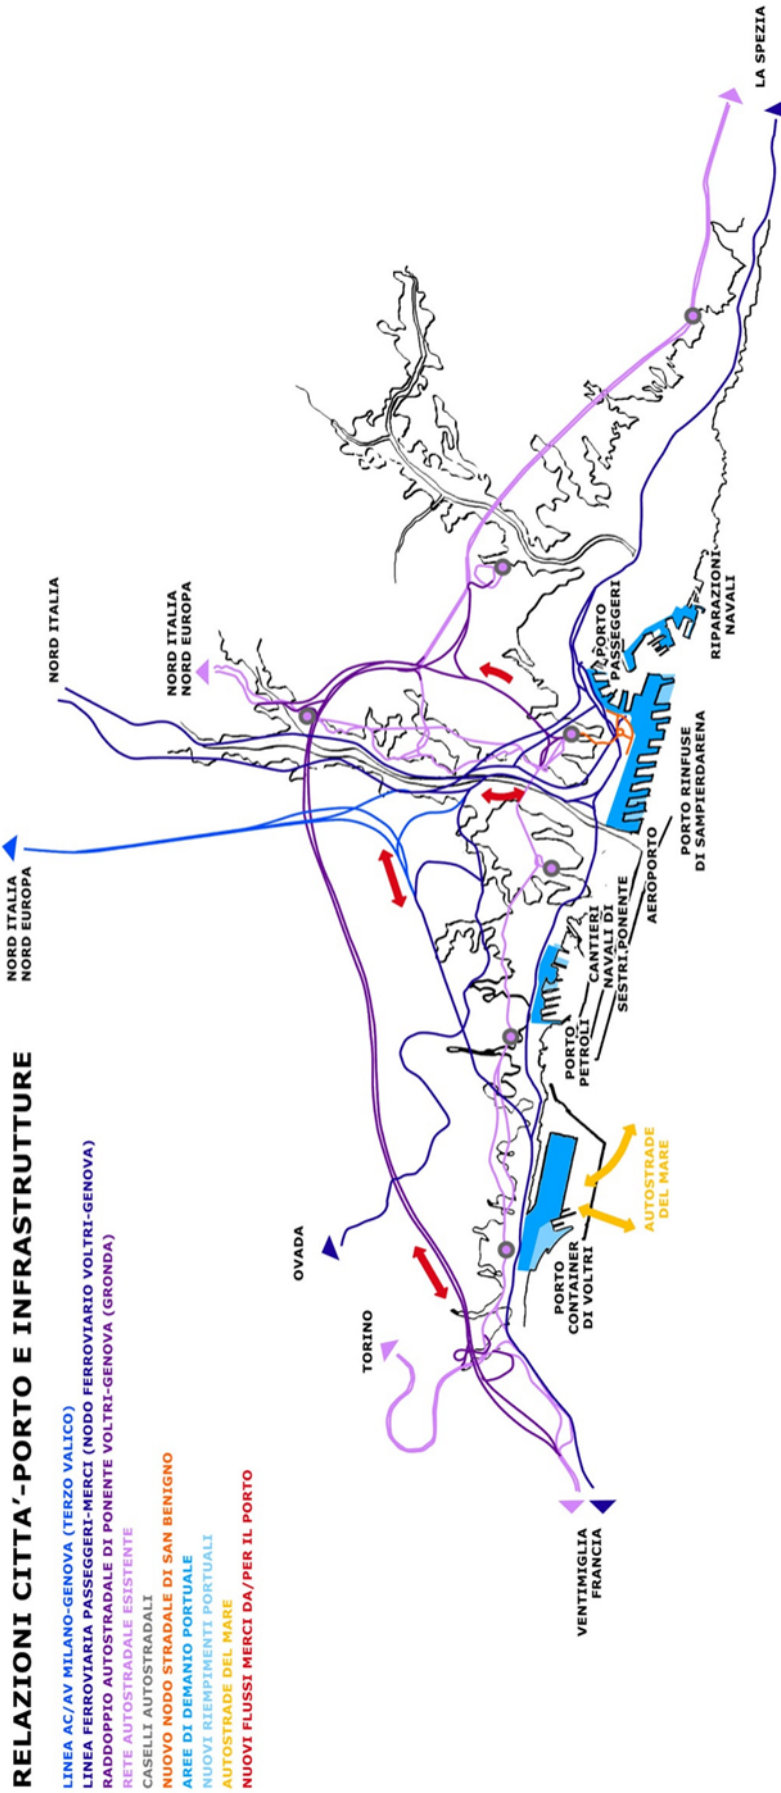 RELAZIONI CITTA'-PORTO E INFRASTRUTTURE
LINEA AC/AV MILANO-GENOVA (TERZO VALICO)
LINEA FERROVIARIA PASSEGGERI-MERCI (NODO FERROVIARIO VOLTRI-GENOVA)
RADDOPPIO AUTOSTRADALE DI PONENTE VOLTRI-GENOVA (GRONDA)
RETE AUTOSTRADALE ESISTENTE
CASELLI AUTOSTRADALI
NUOVO NODO STRADALE DI SAN BENIGNO
AREE DI DEMANIO PORTUALE
NUOVI RIEMPIMENTI PORTUALI
AUTOSTRADE DEL MARE
NUOVI FLUSSI MERCI DA/PER IL PORTO
NORD ITALIA
NORD EUROPA
NORD ITALIA
NORD ITALIA
NORD EUROPA
OVADA
TORINO
VENTIMIGLIA
FRANCIA
PORTO
CONTAINER
DI VOLTRI
AUTOSTRADE
DEL MARE
PORTO
PETROLI
CANTIERI
NAVALI DI
SESTRI PONENTE
AEROPORTO
PORTO RINFUSE
DI SAMPIERDARENA
PORTO
PASSEGGERI
RIPARAZIONI
NAVALI
LA SPEZIA